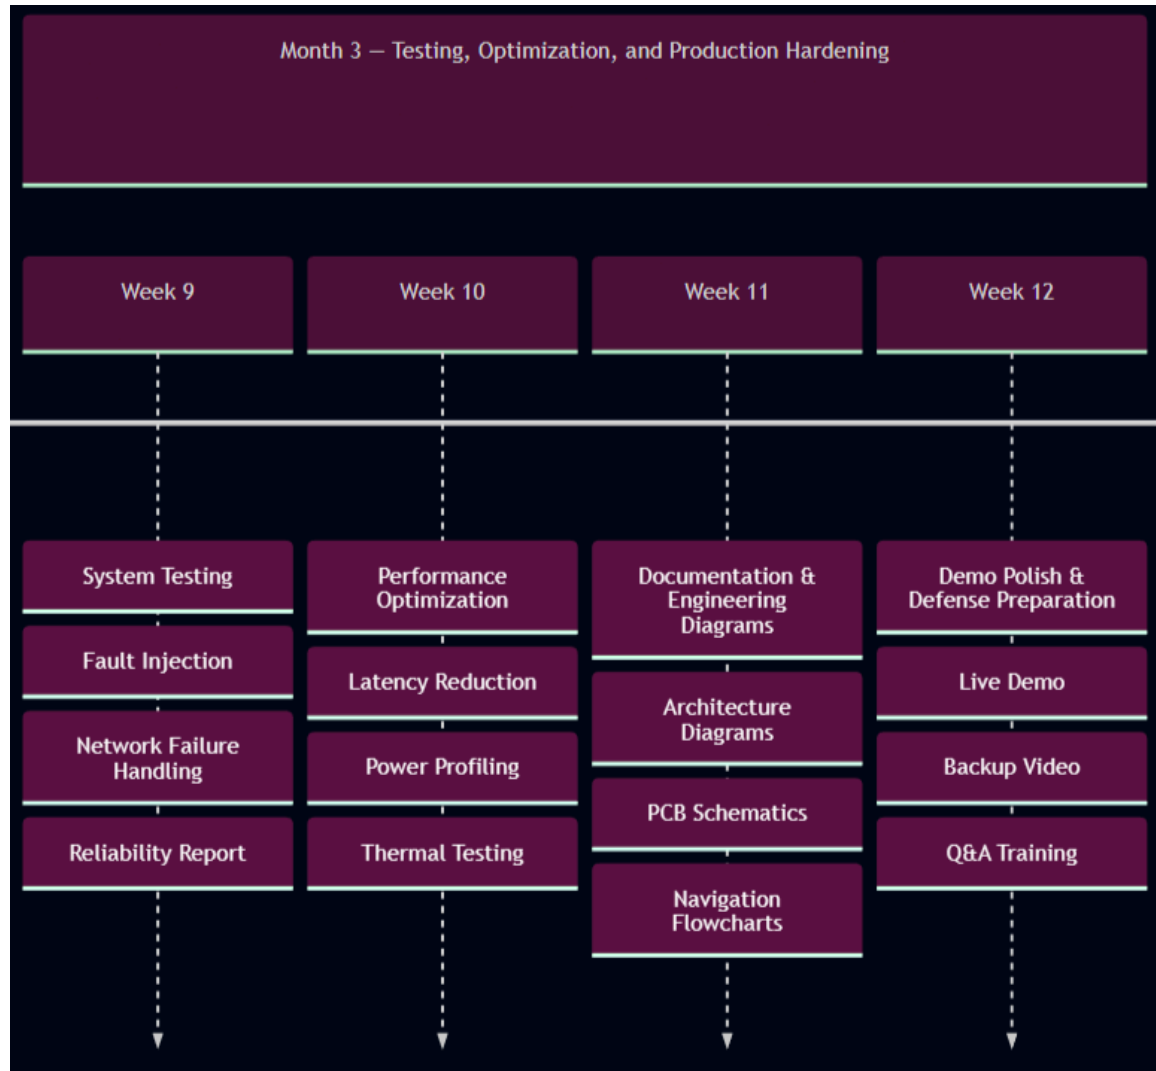 Month 3 — Testing, Optimization, and Production Hardening
Week 9
Week 10
Week 11
Week 12
System Testing
Fault Injection
Network Failure
Handling
Reliability Report
Performance
Optimization
Latency Reduction
Power Profiling
Thermal Testing
Documentation &
Engineering
Diagrams
Architecture
Diagrams
PCB Schematics
Navigation
Flowcharts
Demo Polish &
Defense Preparation
Live Demo
Backup Video
Q&A Training